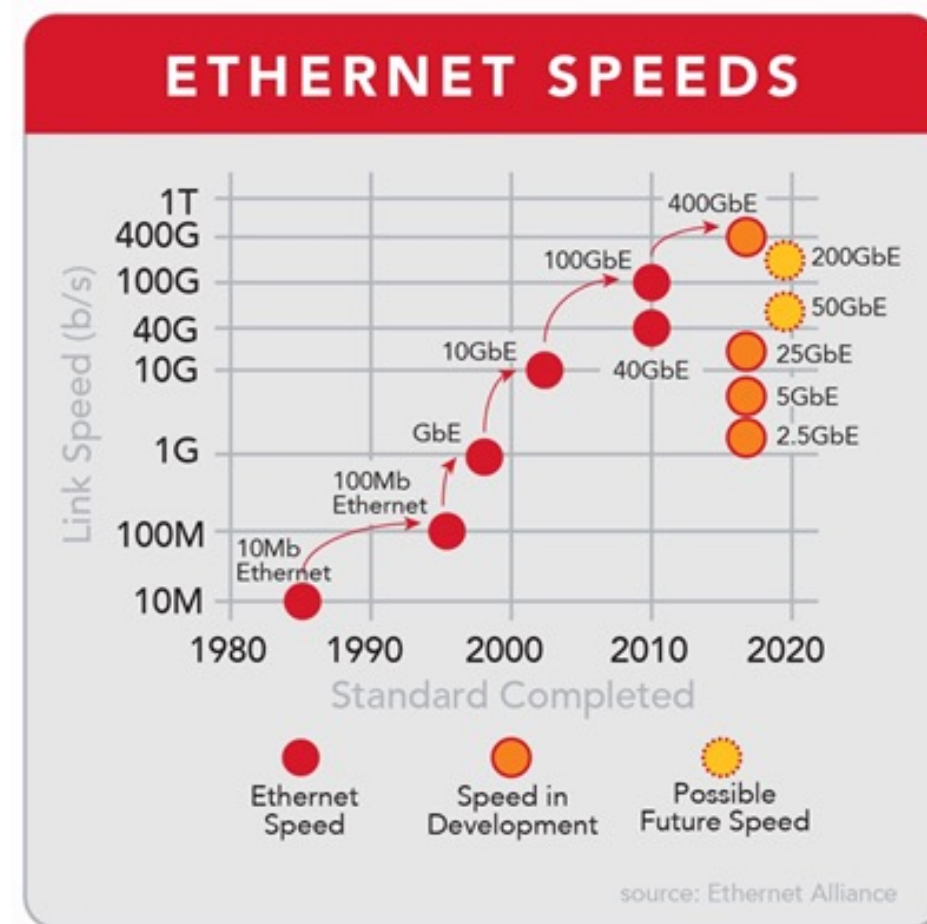 ETHERNET SPEEDS
Link Speed (b/s)
1T
400G
100G
40G
10G
1G
100M
10M
400GbE
200GbE
100GbE
50GbE
10GbE
40GbE
25GbE
5GbE
GbE
2.5GbE
100Mb
Ethernet
10Mb
Ethernet
1980 1990 2000 2010 2020
Standard Completed
Ethernet
Speed
Speed in
Development
Possible
Future Speed
source: Ethernet Alliance